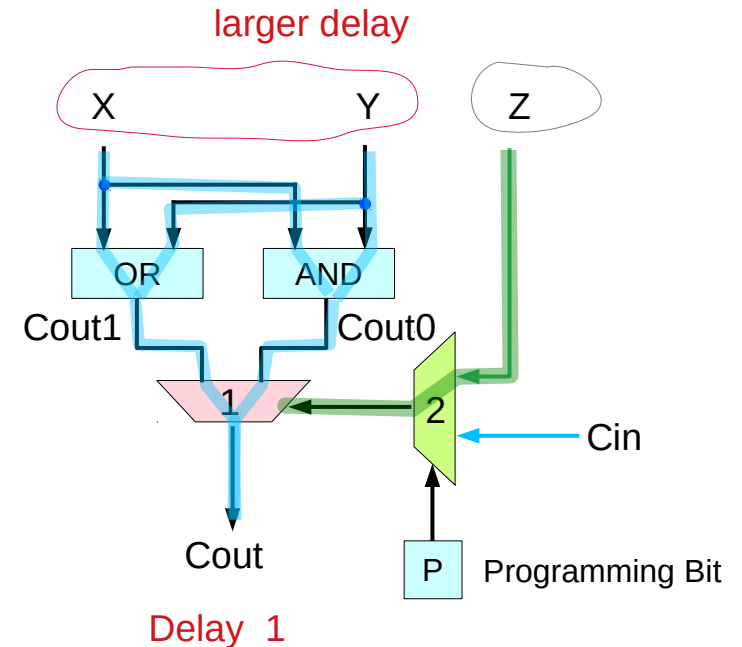 larger delay
X Y Z
OR AND
Cout1 Cout0
1
2
Cin
Cout
P Programming Bit
Delay 1